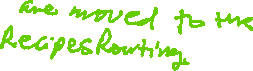 are moved to the
RecipesRouting.